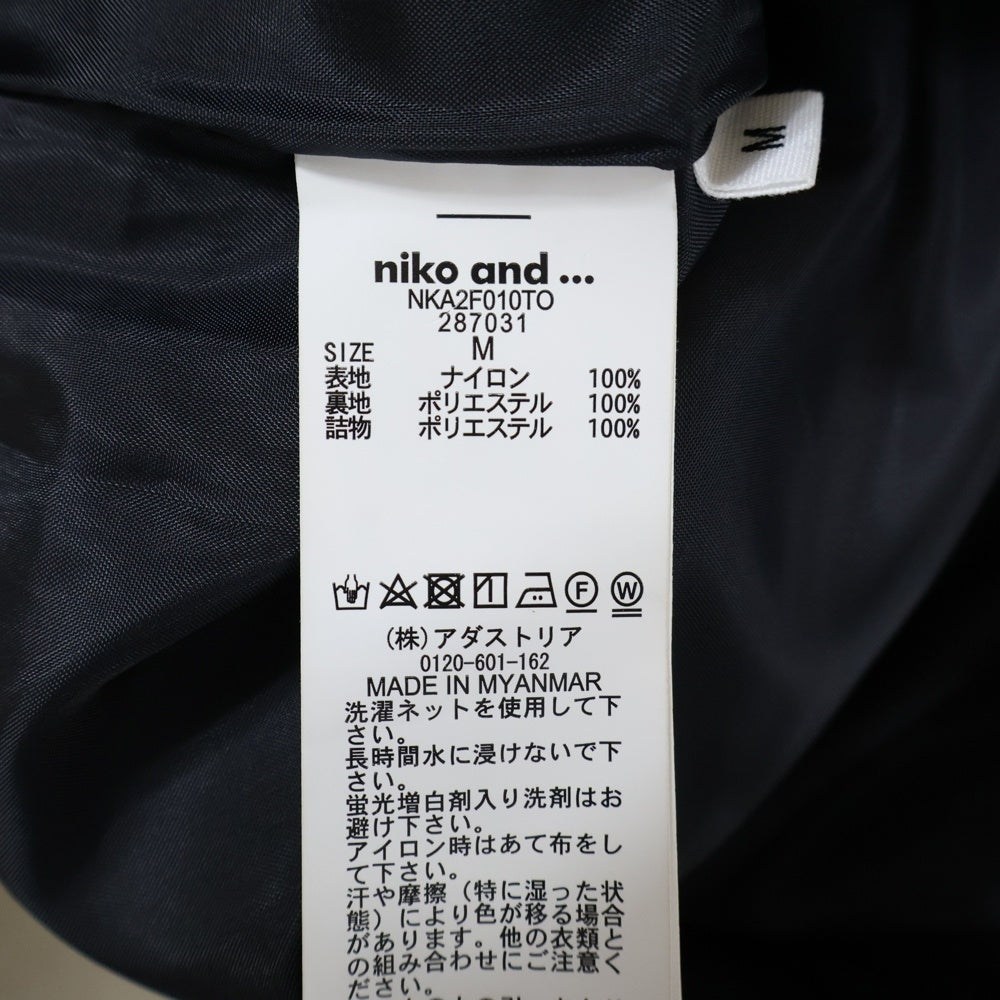 M
niko and ...
NKA2F010TO
287031
SIZE M
表地 ナイロン 100%
裏地 ポリエステル 100%
詰物 ポリエステル 100%
F W
(株)アダストリア
0120-601-162
MADE IN MYANMAR
洗濯ネットを使用して下
さい。
長時間水に浸けないで下
さい。
蛍光増白剤入り洗剤はお
避け下さい。
アイロン時はあて布をし
て下さい。
汗や摩擦（特に湿った状
態）により色が移る場合
があります。他の衣類と
の組み合わせにご注意く
ださい。